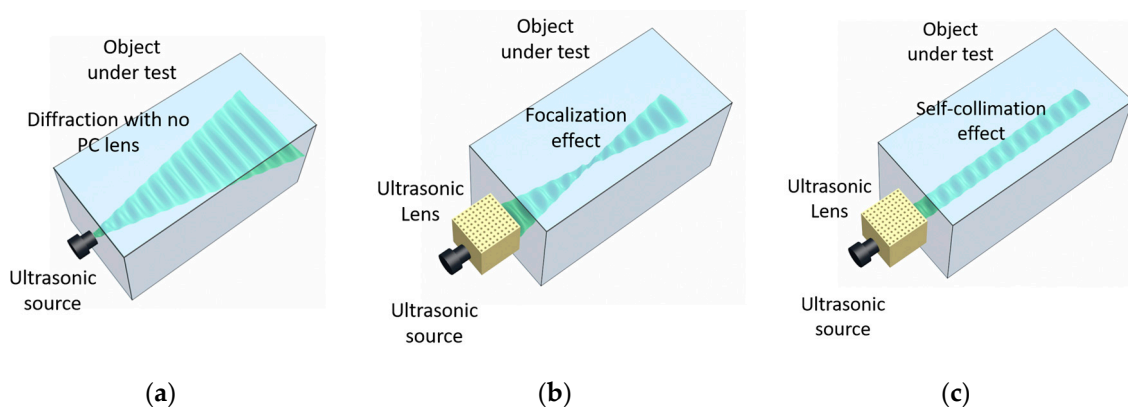 Object
under test
Diffraction with no
PC lens
Ultrasonic
source
(a)
Object
under test
Focalization
effect
Ultrasonic
Lens
Ultrasonic
source
(b)
Object
under test
Self-collimation
effect
Ultrasonic
Lens
Ultrasonic
source
(c)